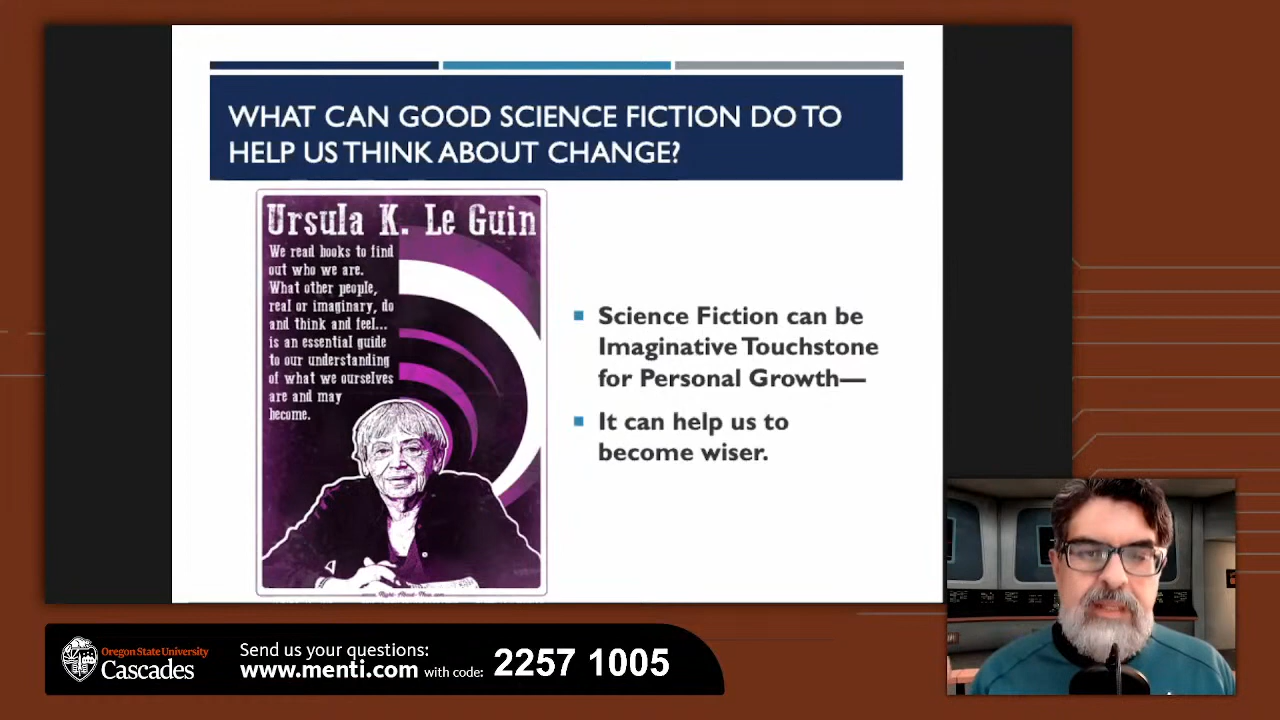 WHAT CAN GOOD SCIENCE FICTION DO TO
HELP US THINK ABOUT CHANGE?
Ursula K. Le Guin
We read books to find
out who we are.
What other people,
real or imaginary, do
and think and feel...
is an essential guide
to our understanding
of what we ourselves
are and may
become.
Science Fiction can be
Imaginative Touchstone
for Personal Growth—
It can help us to
become wiser.
Oregon State University
Cascades
Send us your questions:
www.menti.com with code:
2257 1005